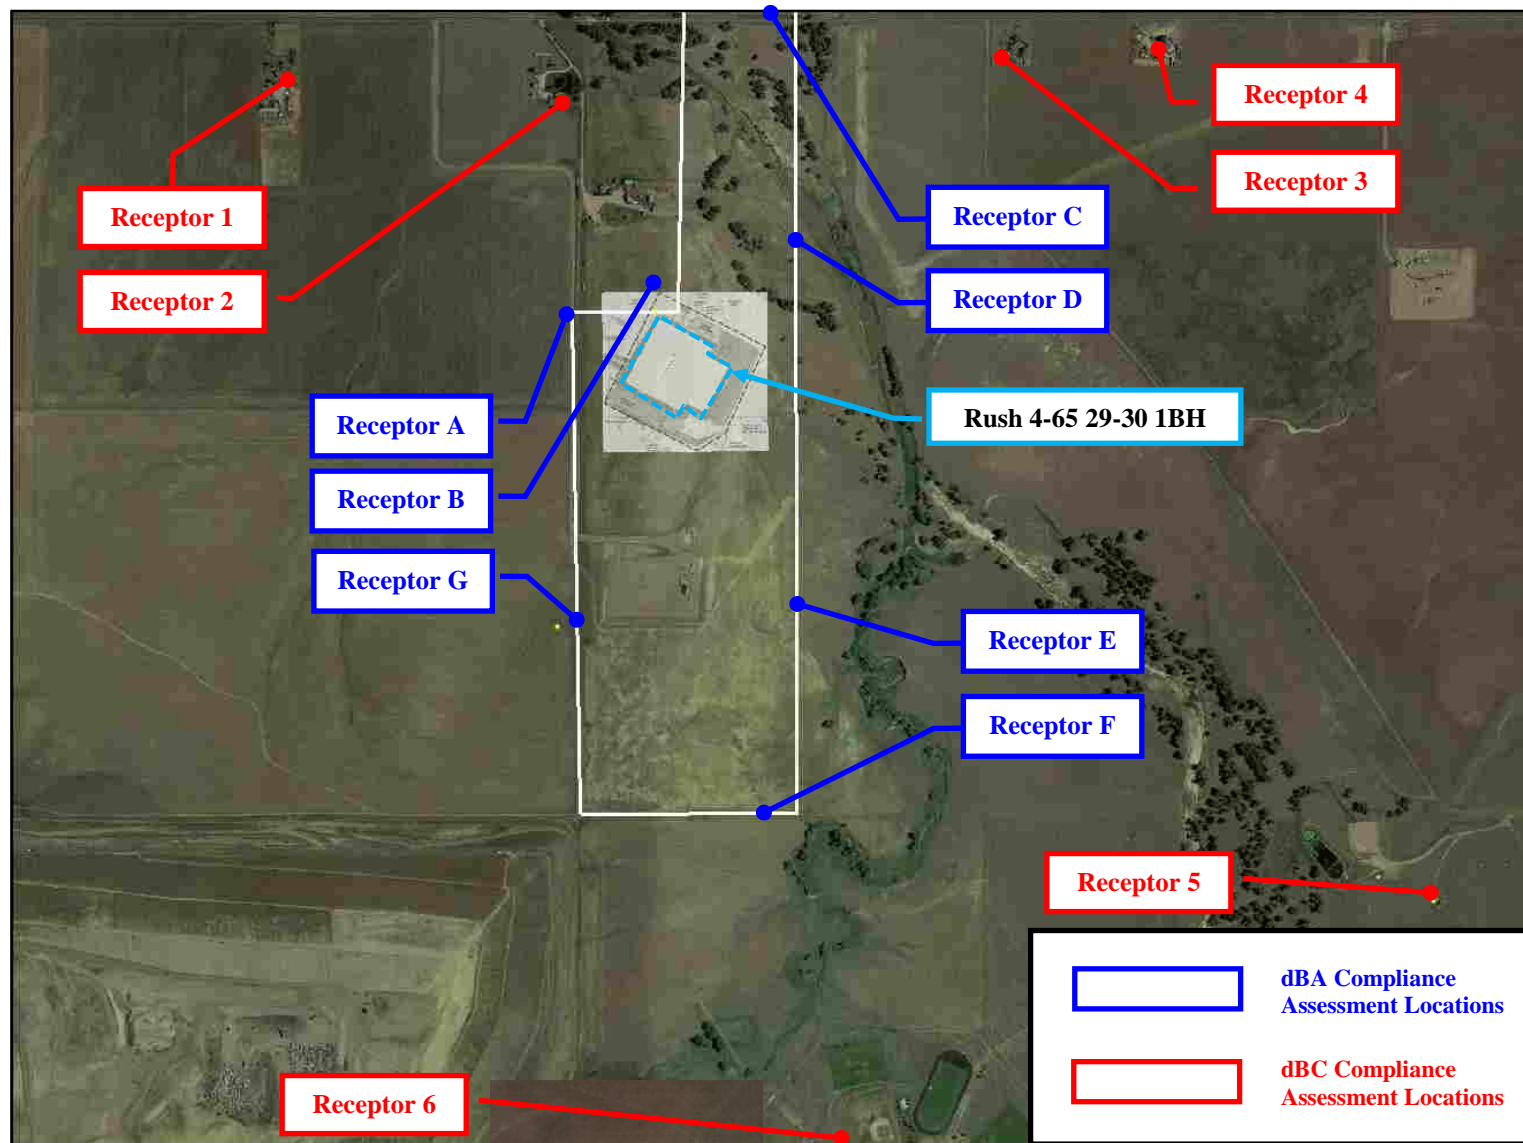 Receptor 4
Receptor 3
Receptor 1
Receptor C
Receptor 2
Receptor D
Receptor A
Rush 4-65 29-30 1BH
Receptor B
Receptor G
Receptor E
Receptor F
Receptor 5
dBA Compliance
Assessment Locations
dBC Compliance
Assessment Locations
Receptor 6